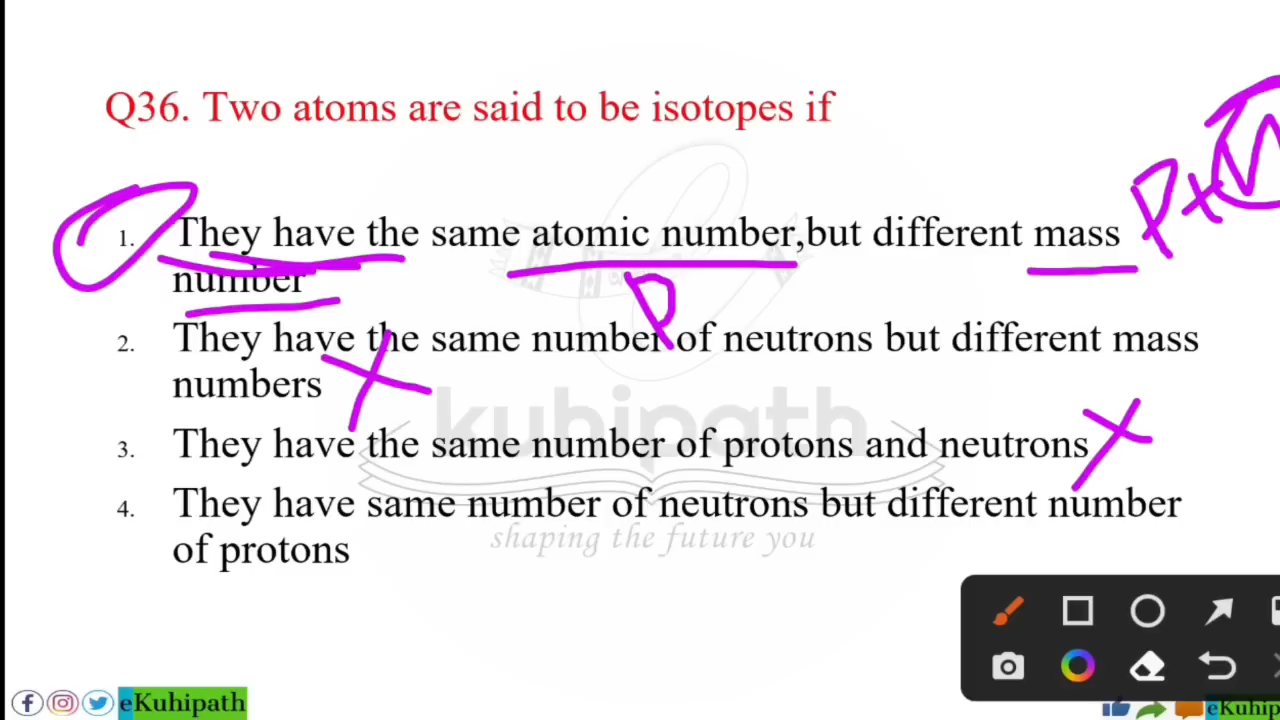 Q36. Two atoms are said to be isotopes if
P+N
1. They have the same atomic number,but different mass
number
P
2. They have the same number of neutrons but different mass
numbers
3. They have the same number of protons and neutrons
kuhipath
4. They have same number of neutrons but different number
shaping the future you
of protons
eKuhipath
eKuhip